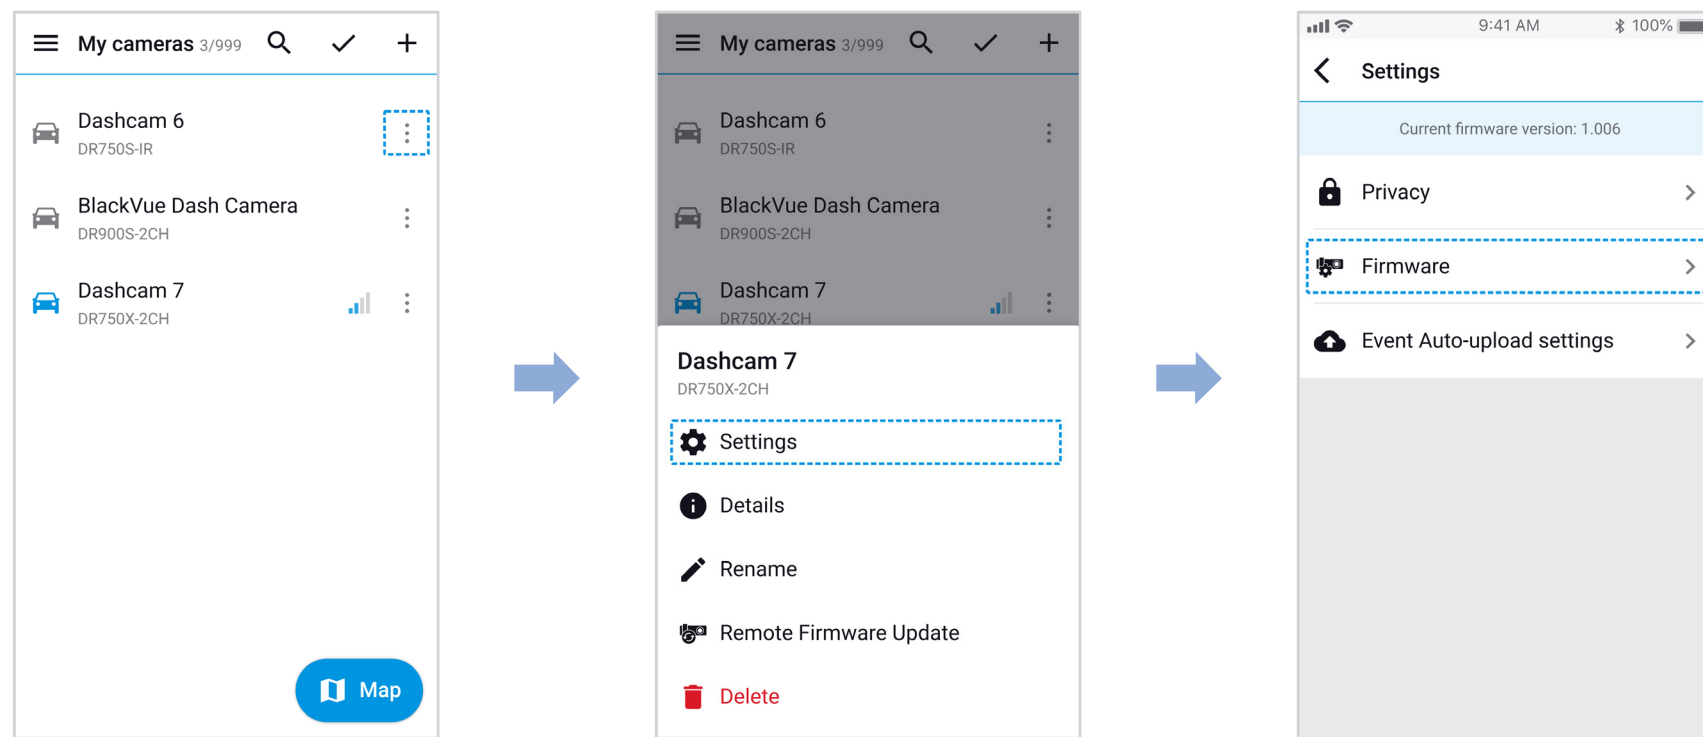 My cameras 3/999
Dashcam 6
DR750S-IR
BlackVue Dash Camera
DR900S-2CH
Dashcam 7
DR750X-2CH
Map
My cameras 3/999
Dashcam 6
DR750S-IR
BlackVue Dash Camera
DR900S-2CH
Dashcam 7
DR750X-2CH
Dashcam 7
DR750X-2CH
Settings
Details
Rename
Remote Firmware Update
Delete
9:41 AM 100%
Settings
Current firmware version: 1.006
Privacy
Firmware
Event Auto-upload settings